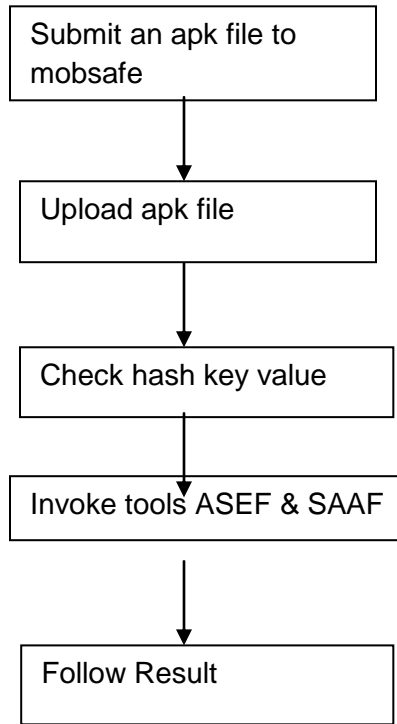 Submit an apk file to
mobsafe
Upload apk file
Check hash key value
Invoke tools ASEF & SAAF
Follow Result